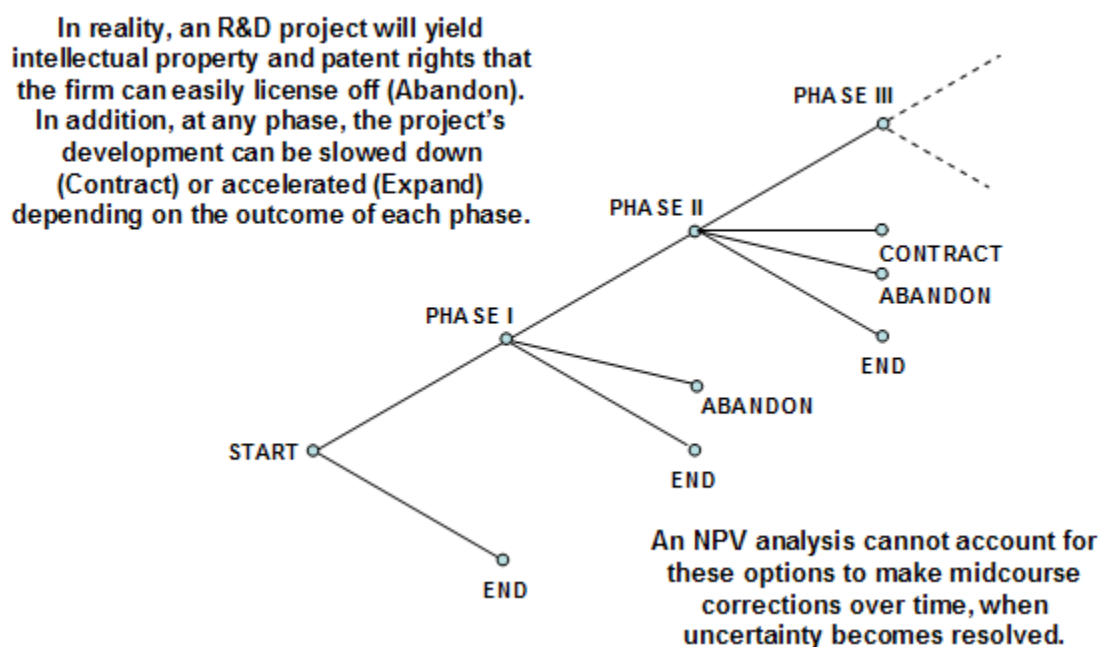 In reality, an R&D project will yield
intellectual property and patent rights that
the firm can easily license off (Abandon).
In addition, at any phase, the project's
development can be slowed down
(Contract) or accelerated (Expand)
depending on the outcome of each phase.
PHASE III
PHASE II
CONTRACT
ABANDON
PHASE I
END
ABANDON
START
END
END
An NPV analysis cannot account for
these options to make midcourse
corrections over time, when
uncertainty becomes resolved.